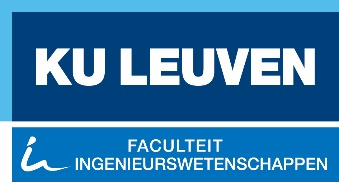 KU LEUVEN
FACULTEIT
INGENIEURSWETENSCHAPPEN